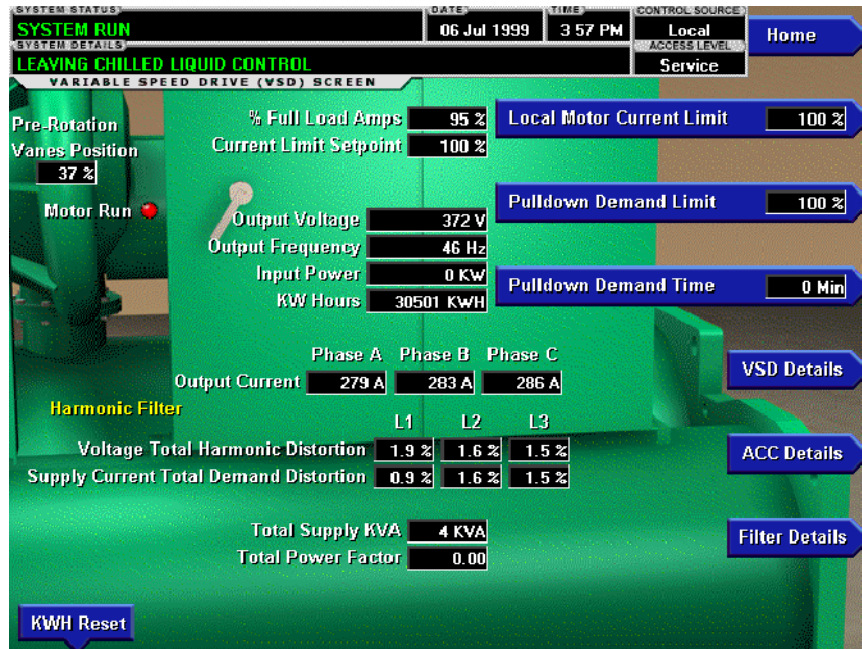 SYSTEM STATUS DATE TIME CONTROL SOURCE
SYSTEM RUN 06 Jul 1999 3 57 PM Local Home
SYSTEM DETAILS ACCESS LEVEL
LEAVING CHILLED LIQUID CONTROL Service
VARIABLE SPEED DRIVE (VSD) SCREEN
Pre-Rotation
Vanes Position
37 %
Motor Run
% Full Load Amps 95 %
Current Limit Setpoint 100 %
Local Motor Current Limit 100 %
Pulldown Demand Limit 100 %
Output Voltage 372 V
Output Frequency 46 Hz
Input Power 0 KW
KW Hours 30501 KWH
Pulldown Demand Time 0 Min
Phase A Phase B Phase C
Output Current 279 A 283 A 286 A
VSD Details
Harmonic Filter
L1 L2 L3
Voltage Total Harmonic Distortion 1.9 % 1.6 % 1.5 %
Supply Current Total Demand Distortion 0.9 % 1.6 % 1.5 %
ACC Details
Total Supply KVA 4 KVA
Total Power Factor 0.00
Filter Details
KWH Reset